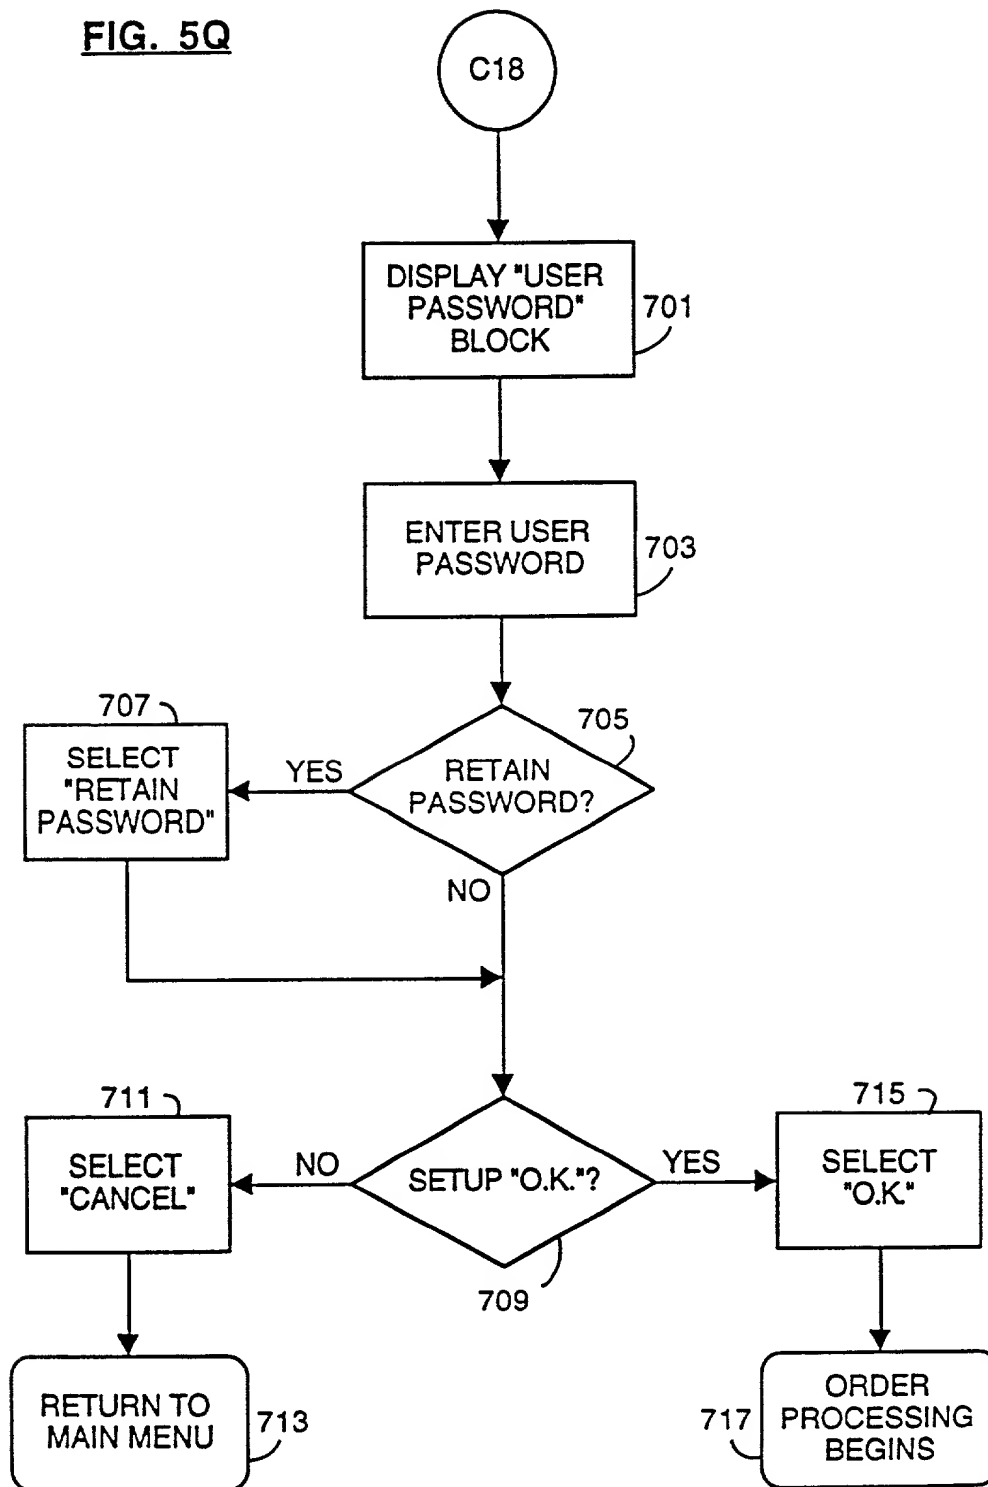 FIG. 5Q
C18
DISPLAY "USER
PASSWORD"
BLOCK
701
ENTER USER
PASSWORD
703
707
705
SELECT
"RETAIN
PASSWORD"
YES
RETAIN
PASSWORD?
NO
711
715
SELECT
"CANCEL"
NO
SETUP "O.K."?
YES
SELECT
"O.K."
709
RETURN TO
MAIN MENU
713
717
ORDER
PROCESSING
BEGINS